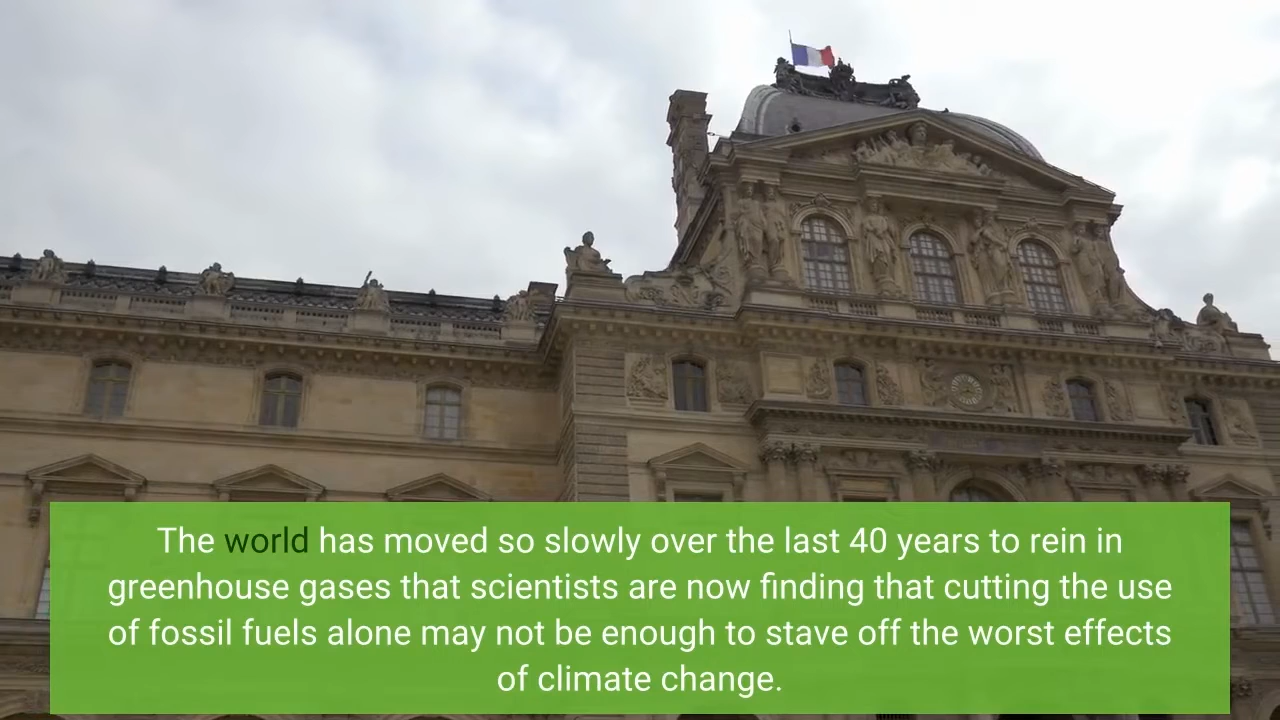 The world has moved so slowly over the last 40 years to rein in
greenhouse gases that scientists are now finding that cutting the use
of fossil fuels alone may not be enough to stave off the worst effects
of climate change.